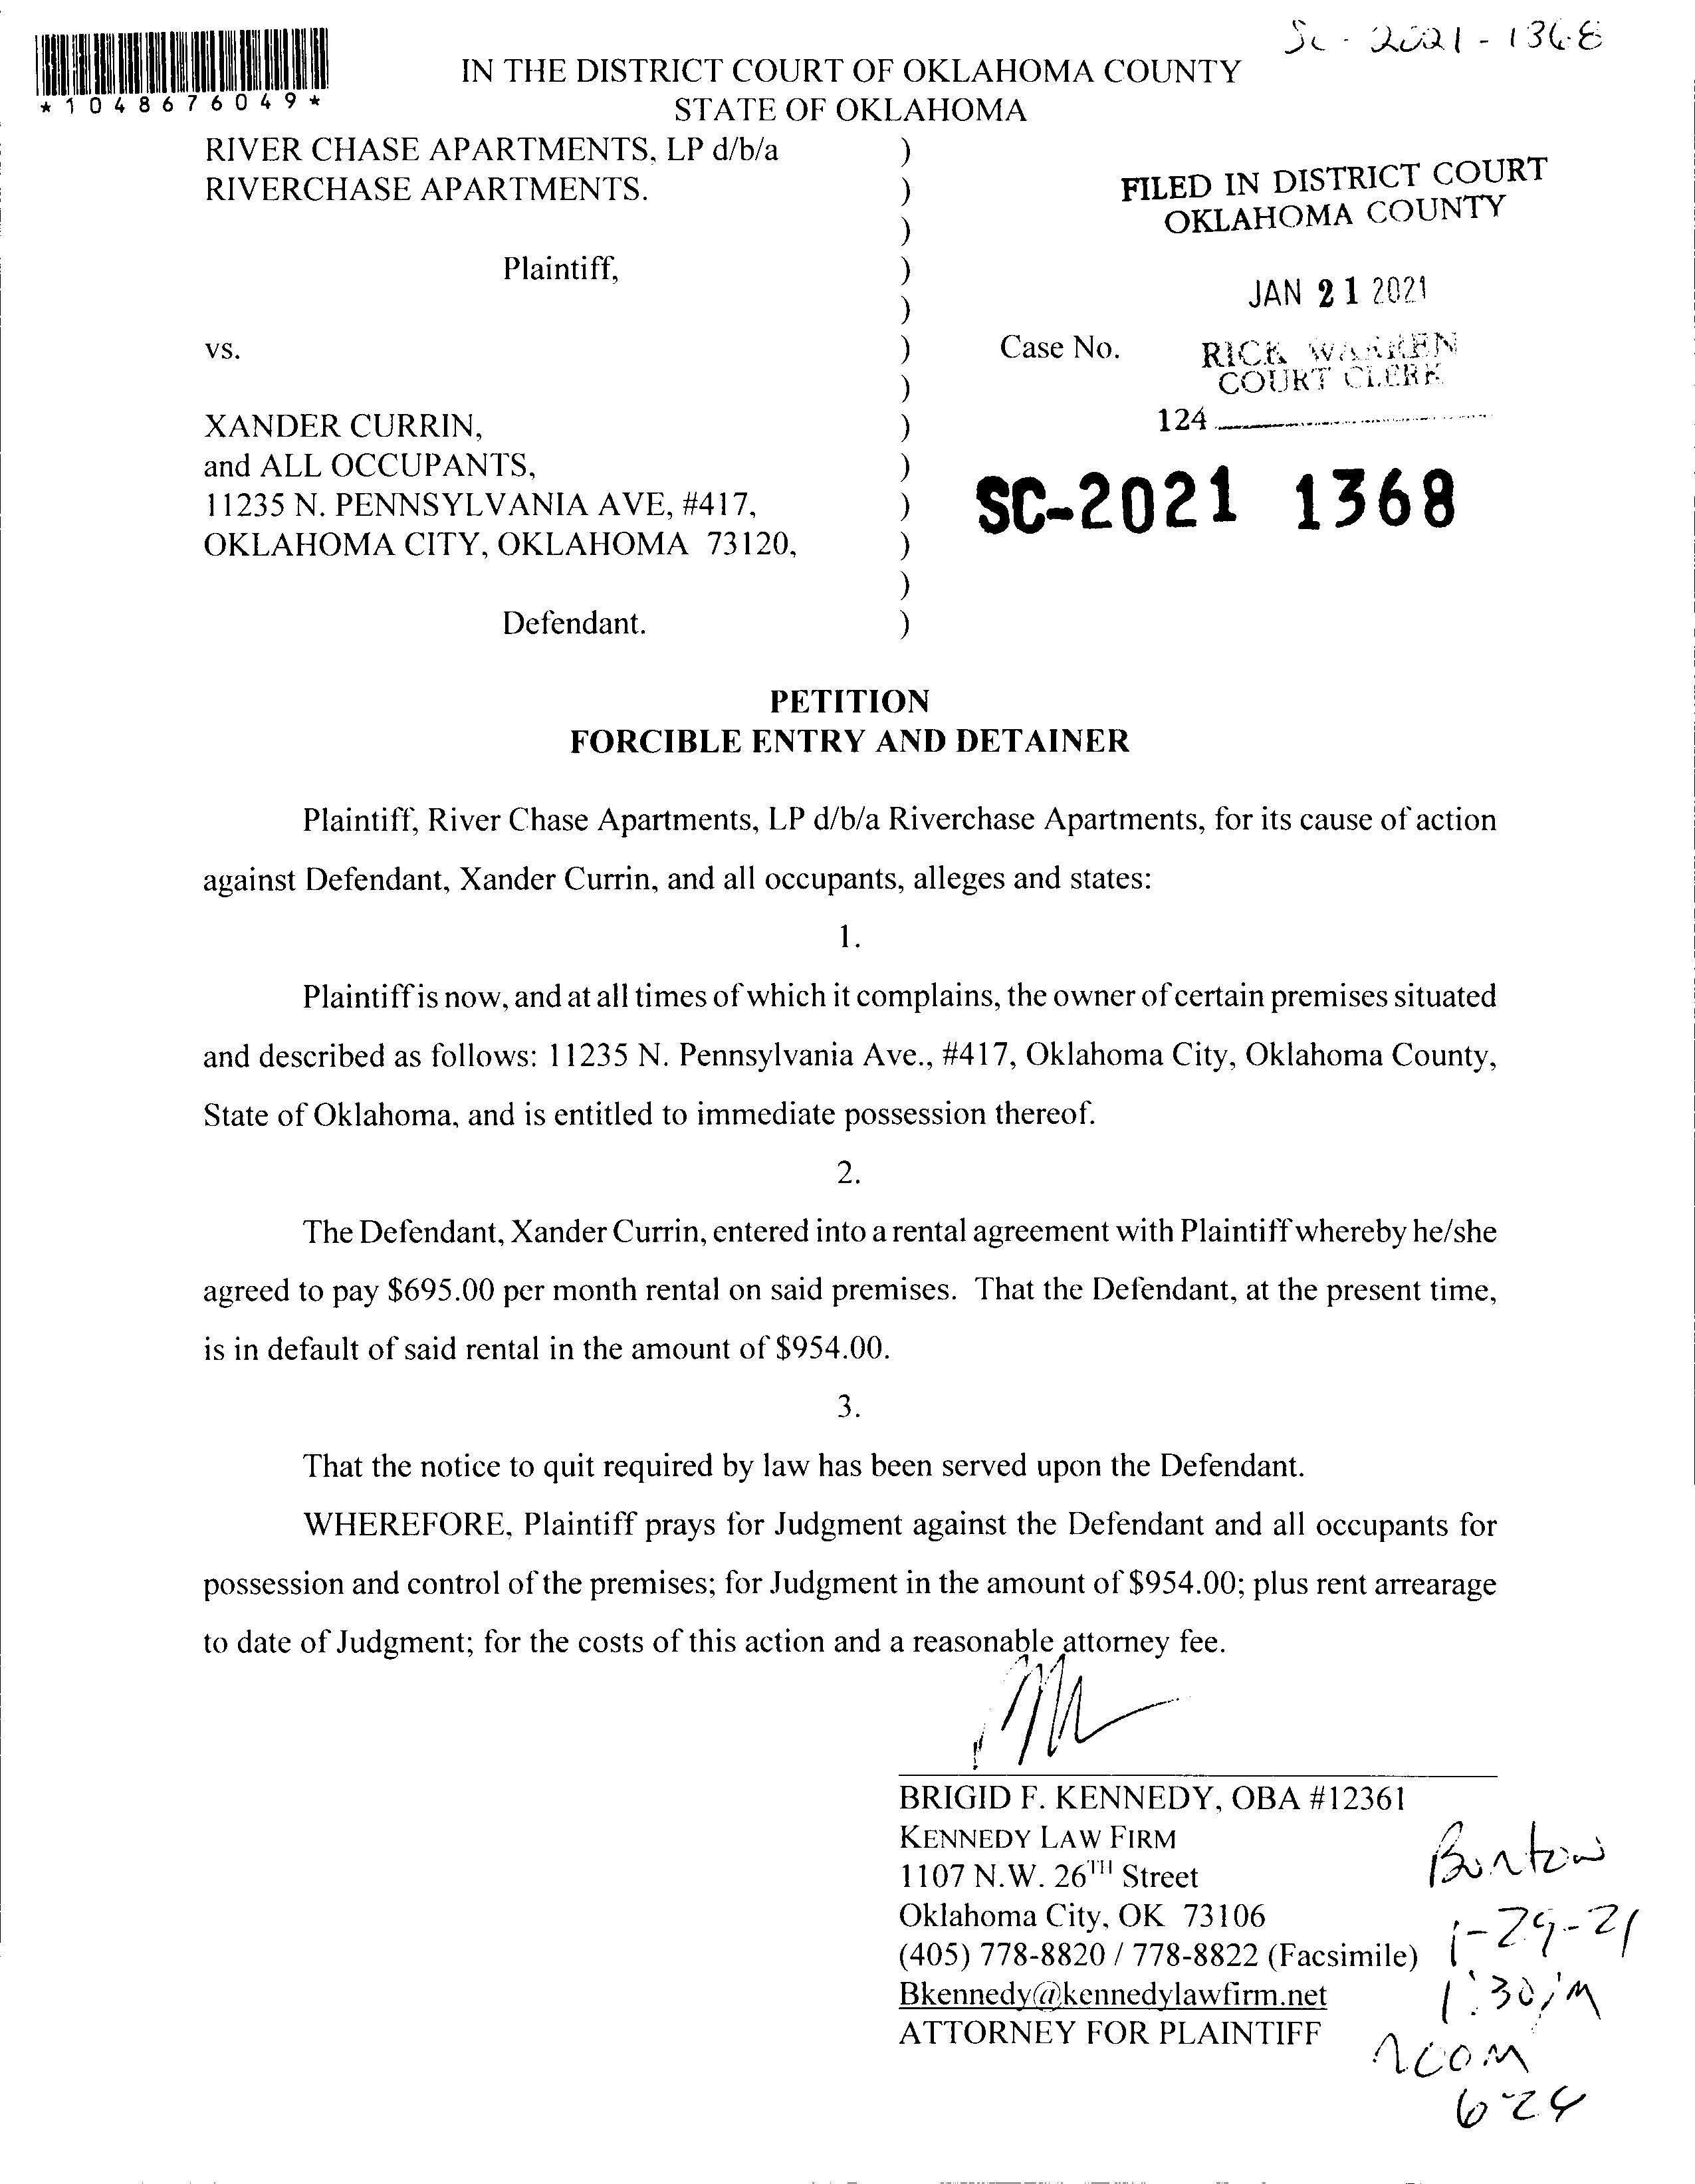 SC-2021-1368
*1048676049*
IN THE DISTRICT COURT OF OKLAHOMA COUNTY
STATE OF OKLAHOMA
RIVER CHASE APARTMENTS, LP d/b/a )
RIVERCHASE APARTMENTS. )
)
Plaintiff, )
)
vs. )
)
XANDER CURRIN, )
and ALL OCCUPANTS, )
11235 N. PENNSYLVANIA AVE, #417, )
OKLAHOMA CITY, OKLAHOMA 73120, )
)
Defendant. )
FILED IN DISTRICT COURT
OKLAHOMA COUNTY
JAN 21 2021
Case No. RICK WARREN
COURT CLERK
124
SC-2021 1368
PETITION
FORCIBLE ENTRY AND DETAINER
Plaintiff, River Chase Apartments, LP d/b/a Riverchase Apartments, for its cause of action
against Defendant, Xander Currin, and all occupants, alleges and states:
1.
Plaintiff is now, and at all times of which it complains, the owner of certain premises situated
and described as follows: 11235 N. Pennsylvania Ave., #417, Oklahoma City, Oklahoma County,
State of Oklahoma, and is entitled to immediate possession thereof.
2.
The Defendant, Xander Currin, entered into a rental agreement with Plaintiff whereby he/she
agreed to pay $695.00 per month rental on said premises. That the Defendant, at the present time,
is in default of said rental in the amount of $954.00.
3.
That the notice to quit required by law has been served upon the Defendant.
WHEREFORE, Plaintiff prays for Judgment against the Defendant and all occupants for
possession and control of the premises; for Judgment in the amount of $954.00; plus rent arrearage
to date of Judgment; for the costs of this action and a reasonable attorney fee.
BRIGID F. KENNEDY, OBA #12361
KENNEDY LAW FIRM
1107 N.W. 26TH Street
Oklahoma City, OK 73106
(405) 778-8820 / 778-8822 (Facsimile)
Bkennedy@kennedylawfirm.net
ATTORNEY FOR PLAINTIFF
1-29-21
1:30pm
room